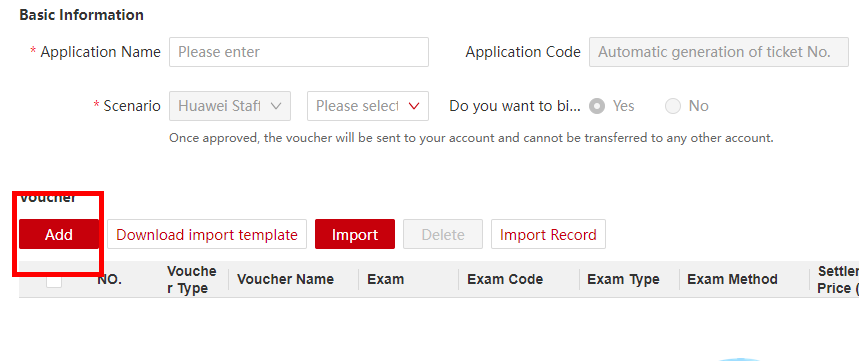 Basic Information
* Application Name Please enter Application Code Automatic generation of ticket No.
* Scenario Huawei Staff Please select Do you want to bi... Yes No
Once approved, the voucher will be sent to your account and cannot be transferred to any other account.
Voucher
Add Download import template Import Delete Import Record
NO. Vouche r Type Voucher Name Exam Exam Code Exam Type Exam Method Price (